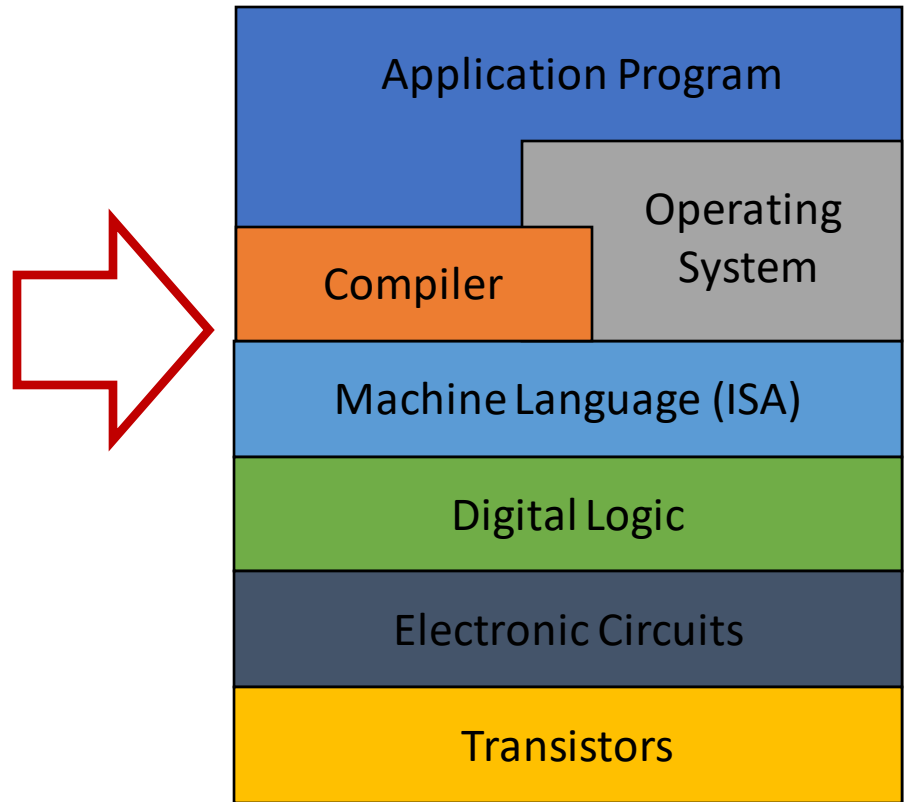 Application Program
Operating
System
Compiler
Machine Language (ISA)
Digital Logic
Electronic Circuits
Transistors